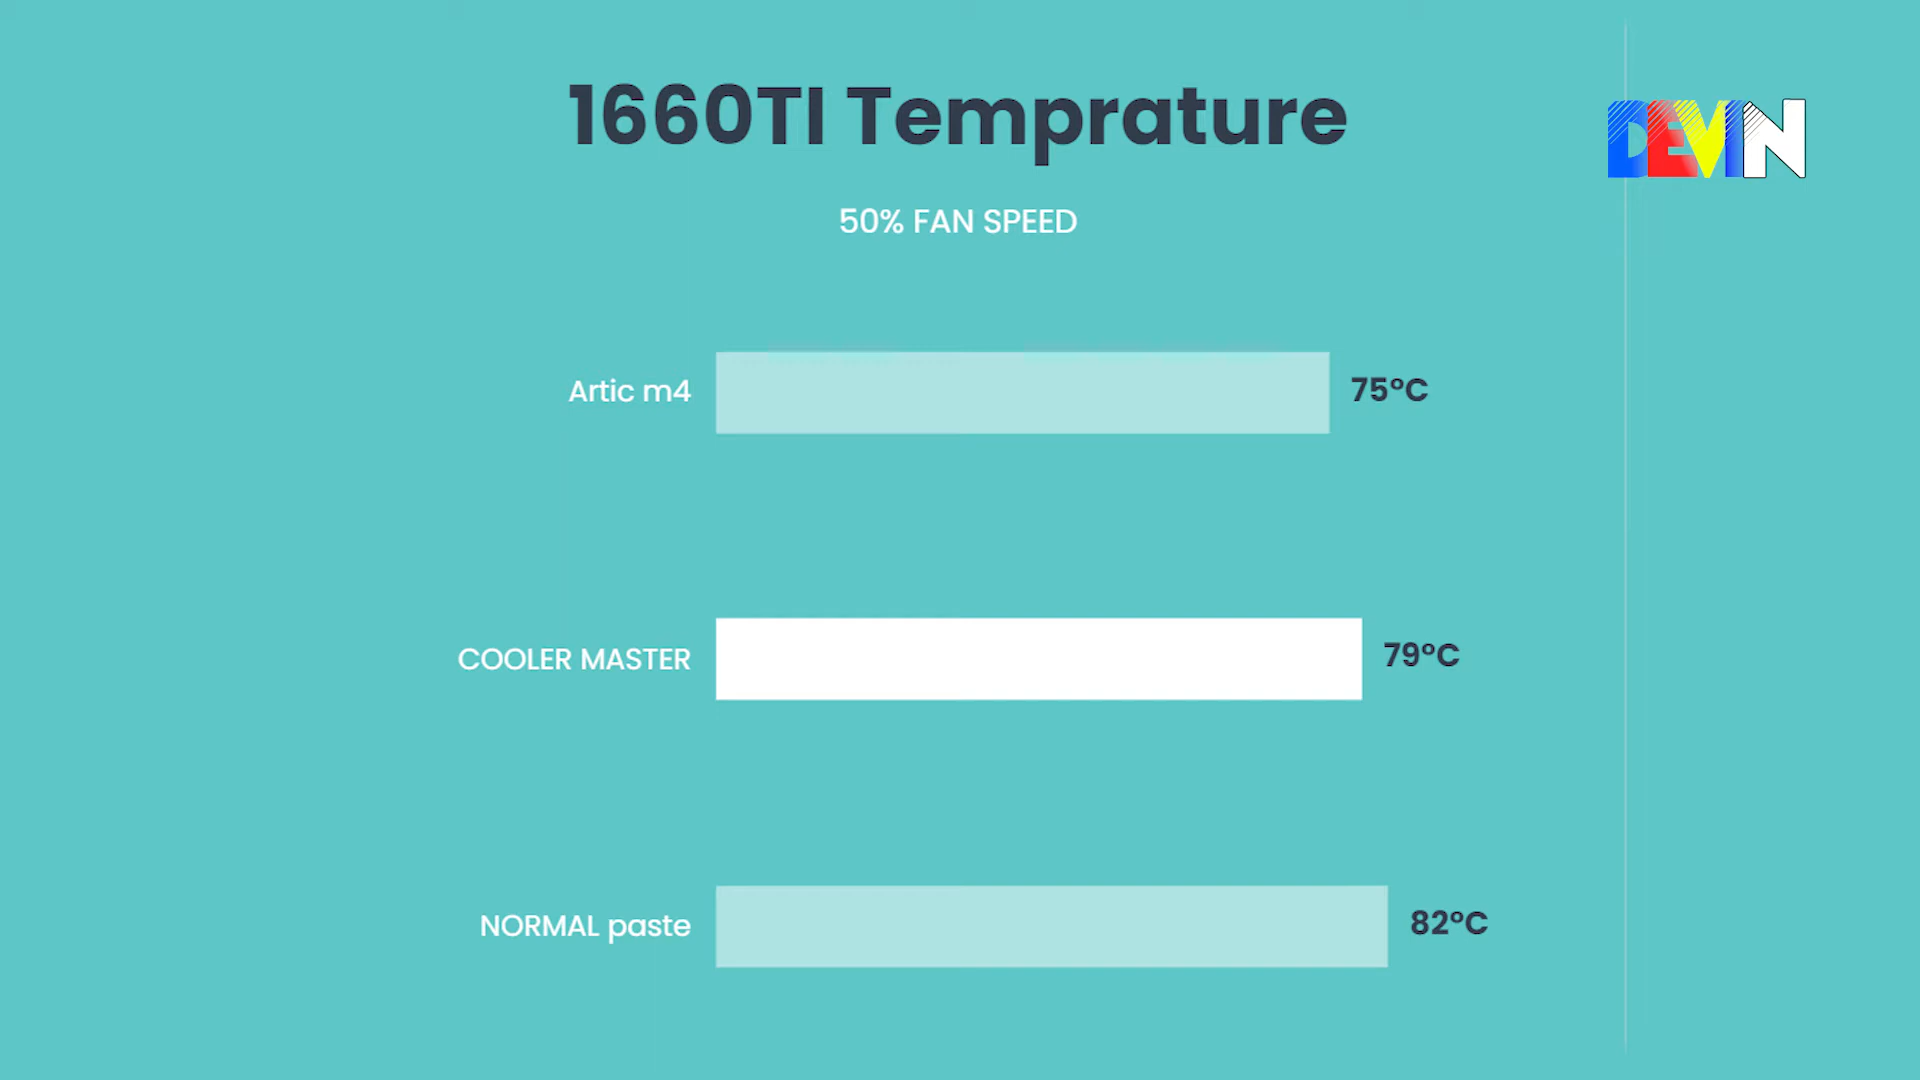 1660TI Temprature
DEVIN
50% FAN SPEED
Artic m4
75°C
COOLER MASTER
79°C
NORMAL paste
82°C